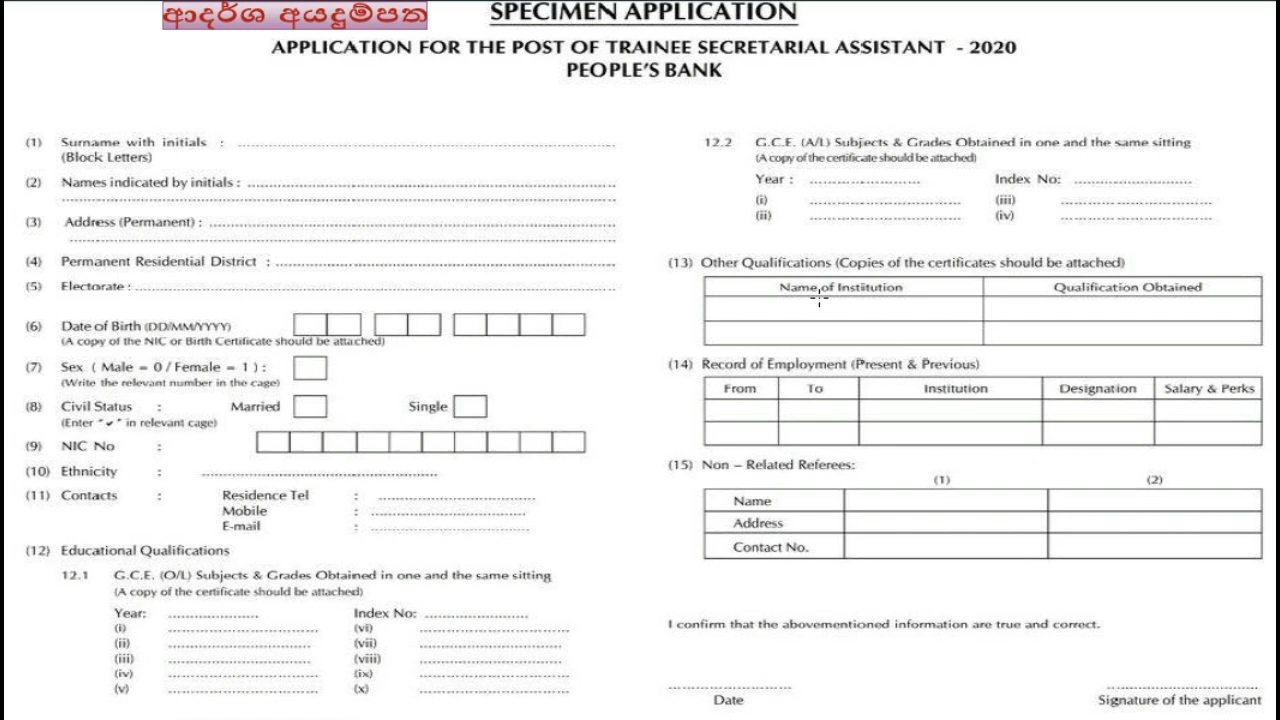 ආදර්ශ අයදුම්පත
SPECIMEN APPLICATION
APPLICATION FOR THE POST OF TRAINEE SECRETARIAL ASSISTANT - 2020
PEOPLE'S BANK
(1) Surname with initials : ........................
(Block Letters)
(2) Names indicated by initials : ........................
........................
(3) Address (Permanent) : ........................
........................
(4) Permanent Residential District : ........................
(5) Electorate : ........................
(6) Date of Birth (DD/MM/YYYY)
(A copy of the NIC or Birth Certificate should be attached)
(7) Sex ( Male = 0 / Female = 1 ) :
(Write the relevant number in the cage)
(8) Civil Status : Married Single
(Enter "✔" in relevant cage)
(9) NIC No :
(10) Ethnicity : ........................
(11) Contacts : Residence Tel : ........................
Mobile : ........................
E-mail : ........................
(12) Educational Qualifications
12.1 G.C.E. (O/L) Subjects & Grades Obtained in one and the same sitting
(A copy of the certificate should be attached)
Year: ............ Index No: ............
(i) ............ (vi) ............
(ii) ............ (vii) ............
(iii) ............ (viii) ............
(iv) ............ (ix) ............
(v) ............ (x) ............
12.2 G.C.E. (A/L) Subjects & Grades Obtained in one and the same sitting
(A copy of the certificate should be attached)
Year : ............ Index No: ............
(i) ............ (iii) ............
(ii) ............ (iv) ............
(13) Other Qualifications (Copies of the certificates should be attached)
Name of Institution Qualification Obtained
(14) Record of Employment (Present & Previous)
From To Institution Designation Salary & Perks
(15) Non – Related Referees:
(1) (2)
Name
Address
Contact No.
I confirm that the abovementioned information are true and correct.
............ ............
Date Signature of the applicant